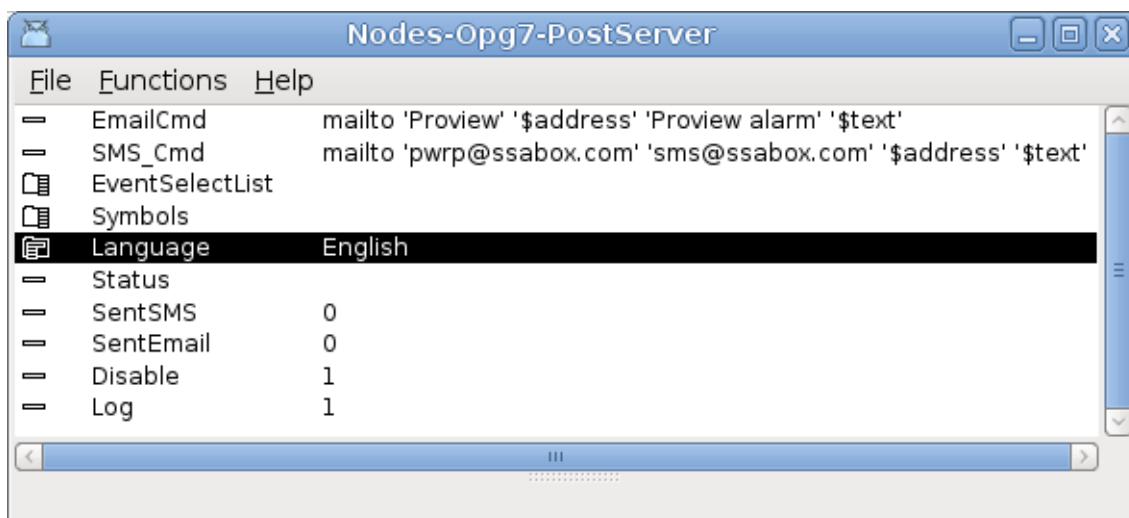 Nodes-Opg7-PostServer
File Functions Help
EmailCmd mailto 'Proview' '$address' 'Proview alarm' '$text'
SMS_Cmd mailto 'pwrp@ssabox.com' 'sms@ssabox.com' '$address' '$text'
EventSelectList
Symbols
Language English
Status
SentSMS 0
SentEmail 0
Disable 1
Log 1